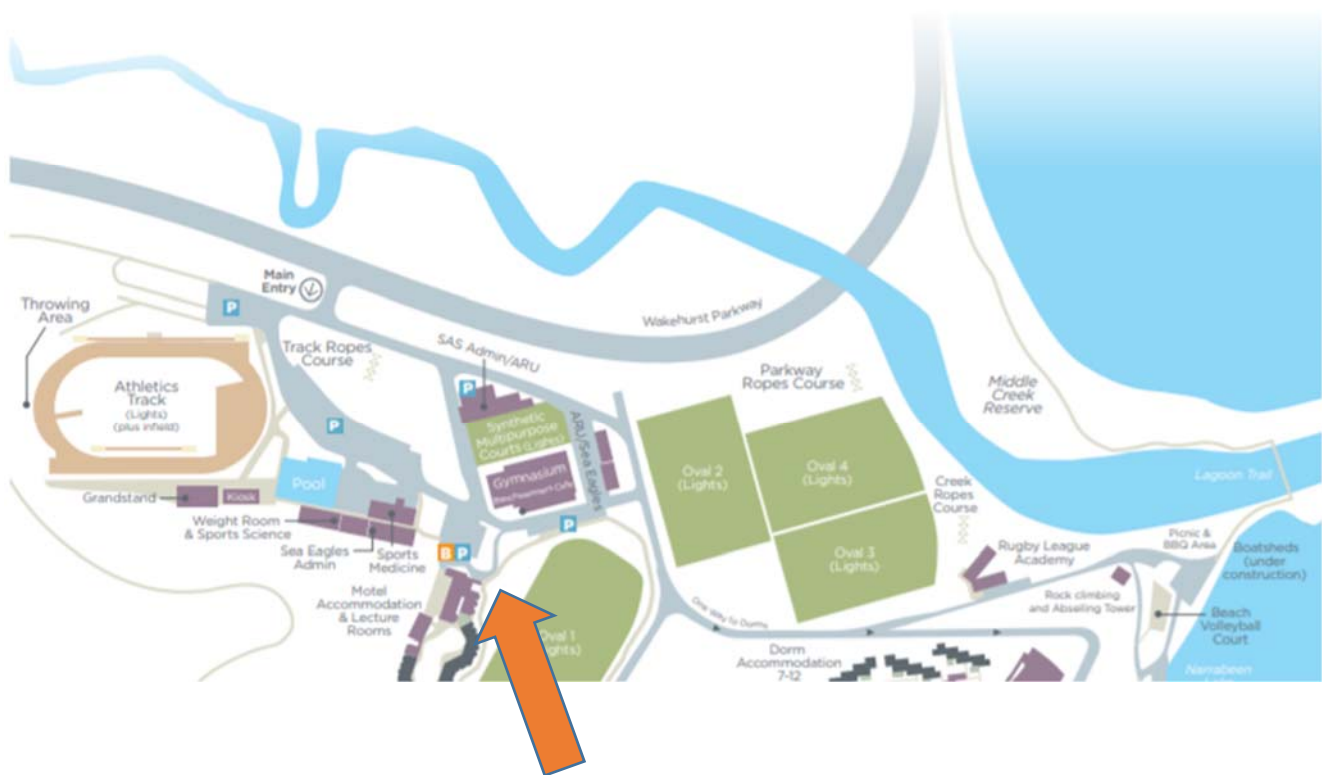 Main
Entry
P
Throwing
Area
Wakehurst Parkway
Track Ropes
Course
SAS Admin/ARU
P
Parkway
Ropes Course
Middle
Creek
Reserve
Athletics
Track
(Lights)
(plus infield)
P
Synthetic
Multipurpose
Courts (Lights)
ARU/Sea Eagles
Gymnasium
Oval 2
(Lights)
Oval 4
(Lights)
Creek
Ropes
Course
Lagoon Trail
Pool
Grandstand
Kiosk
Weight Room
& Sports Science
P
Sea Eagles
Admin
Sports
Medicine
B P
Oval 3
(Lights)
Rugby League
Academy
Picnic &
BBQ Area
Boatsheds
(under
construction)
Motel
Accommodation
& Lecture
Rooms
Rock climbing
and Abseiling Tower
One Way To Dorms
Beach
Volleyball
Court
Oval 1
Dorm
Accommodation
7-12
Narrabeen